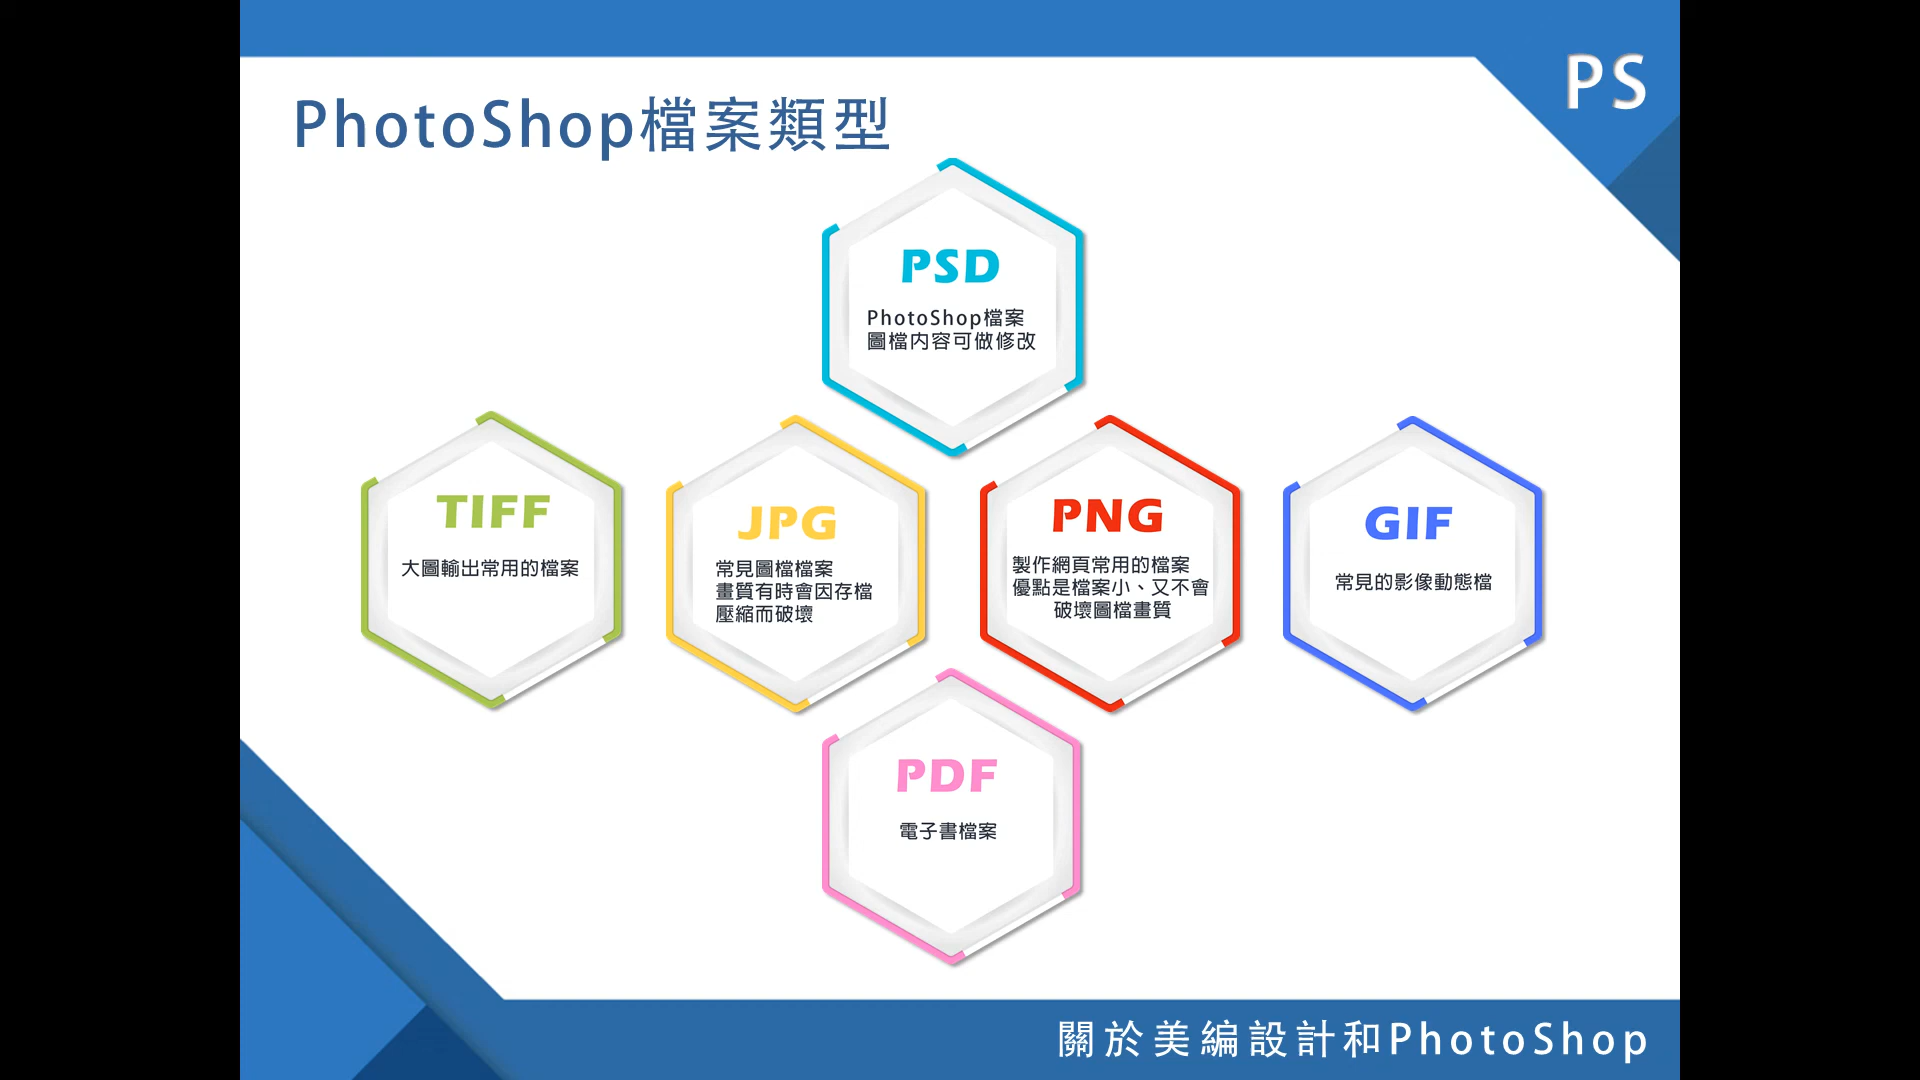 PS
PhotoShop檔案類型
PSD
PhotoShop檔案
圖檔內容可做修改
TIFF
大圖輸出常用的檔案
JPG
常見圖檔檔案
畫質有時會因存檔
壓縮而破壞
PNG
製作網頁常用的檔案
優點是檔案小、又不會
破壞圖檔畫質
GIF
常見的影像動態檔
PDF
電子書檔案
關於美編設計和PhotoShop